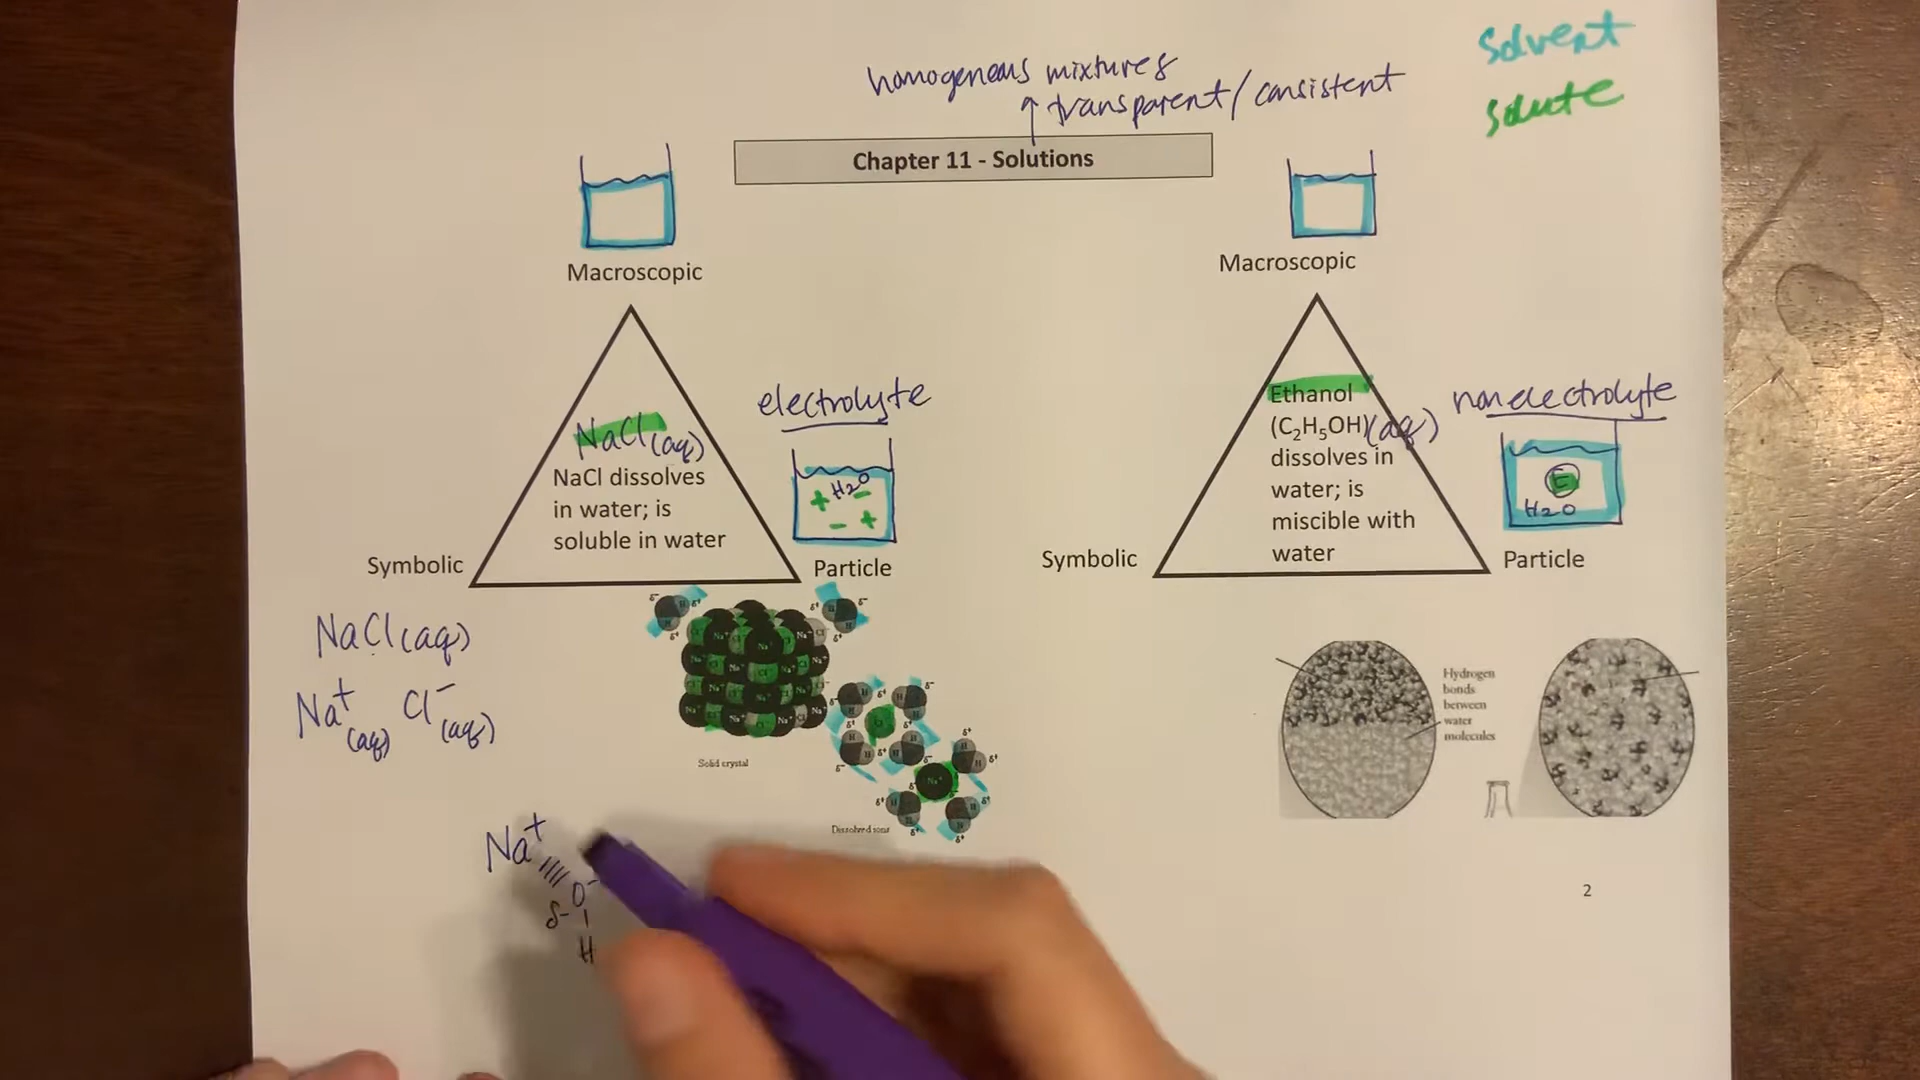 solvent
solute
homogeneous mixtures
↑ transparent/consistent
Chapter 11 - Solutions
Macroscopic
NaCl(aq)
NaCl dissolves
in water; is
soluble in water
electrolyte
H2O
+ -
- +
Symbolic
Particle
Macroscopic
Ethanol
(C₂H₅OH)(aq)
dissolves in
water; is
miscible with
water
nonelectrolyte
E
H2O
Symbolic
Particle
NaCl(aq)
Na+(aq) Cl-(aq)
Solid crystal
Dissolved ions
Na+
O-
δ-
H
Hydrogen
bonds
between
water
molecules
2